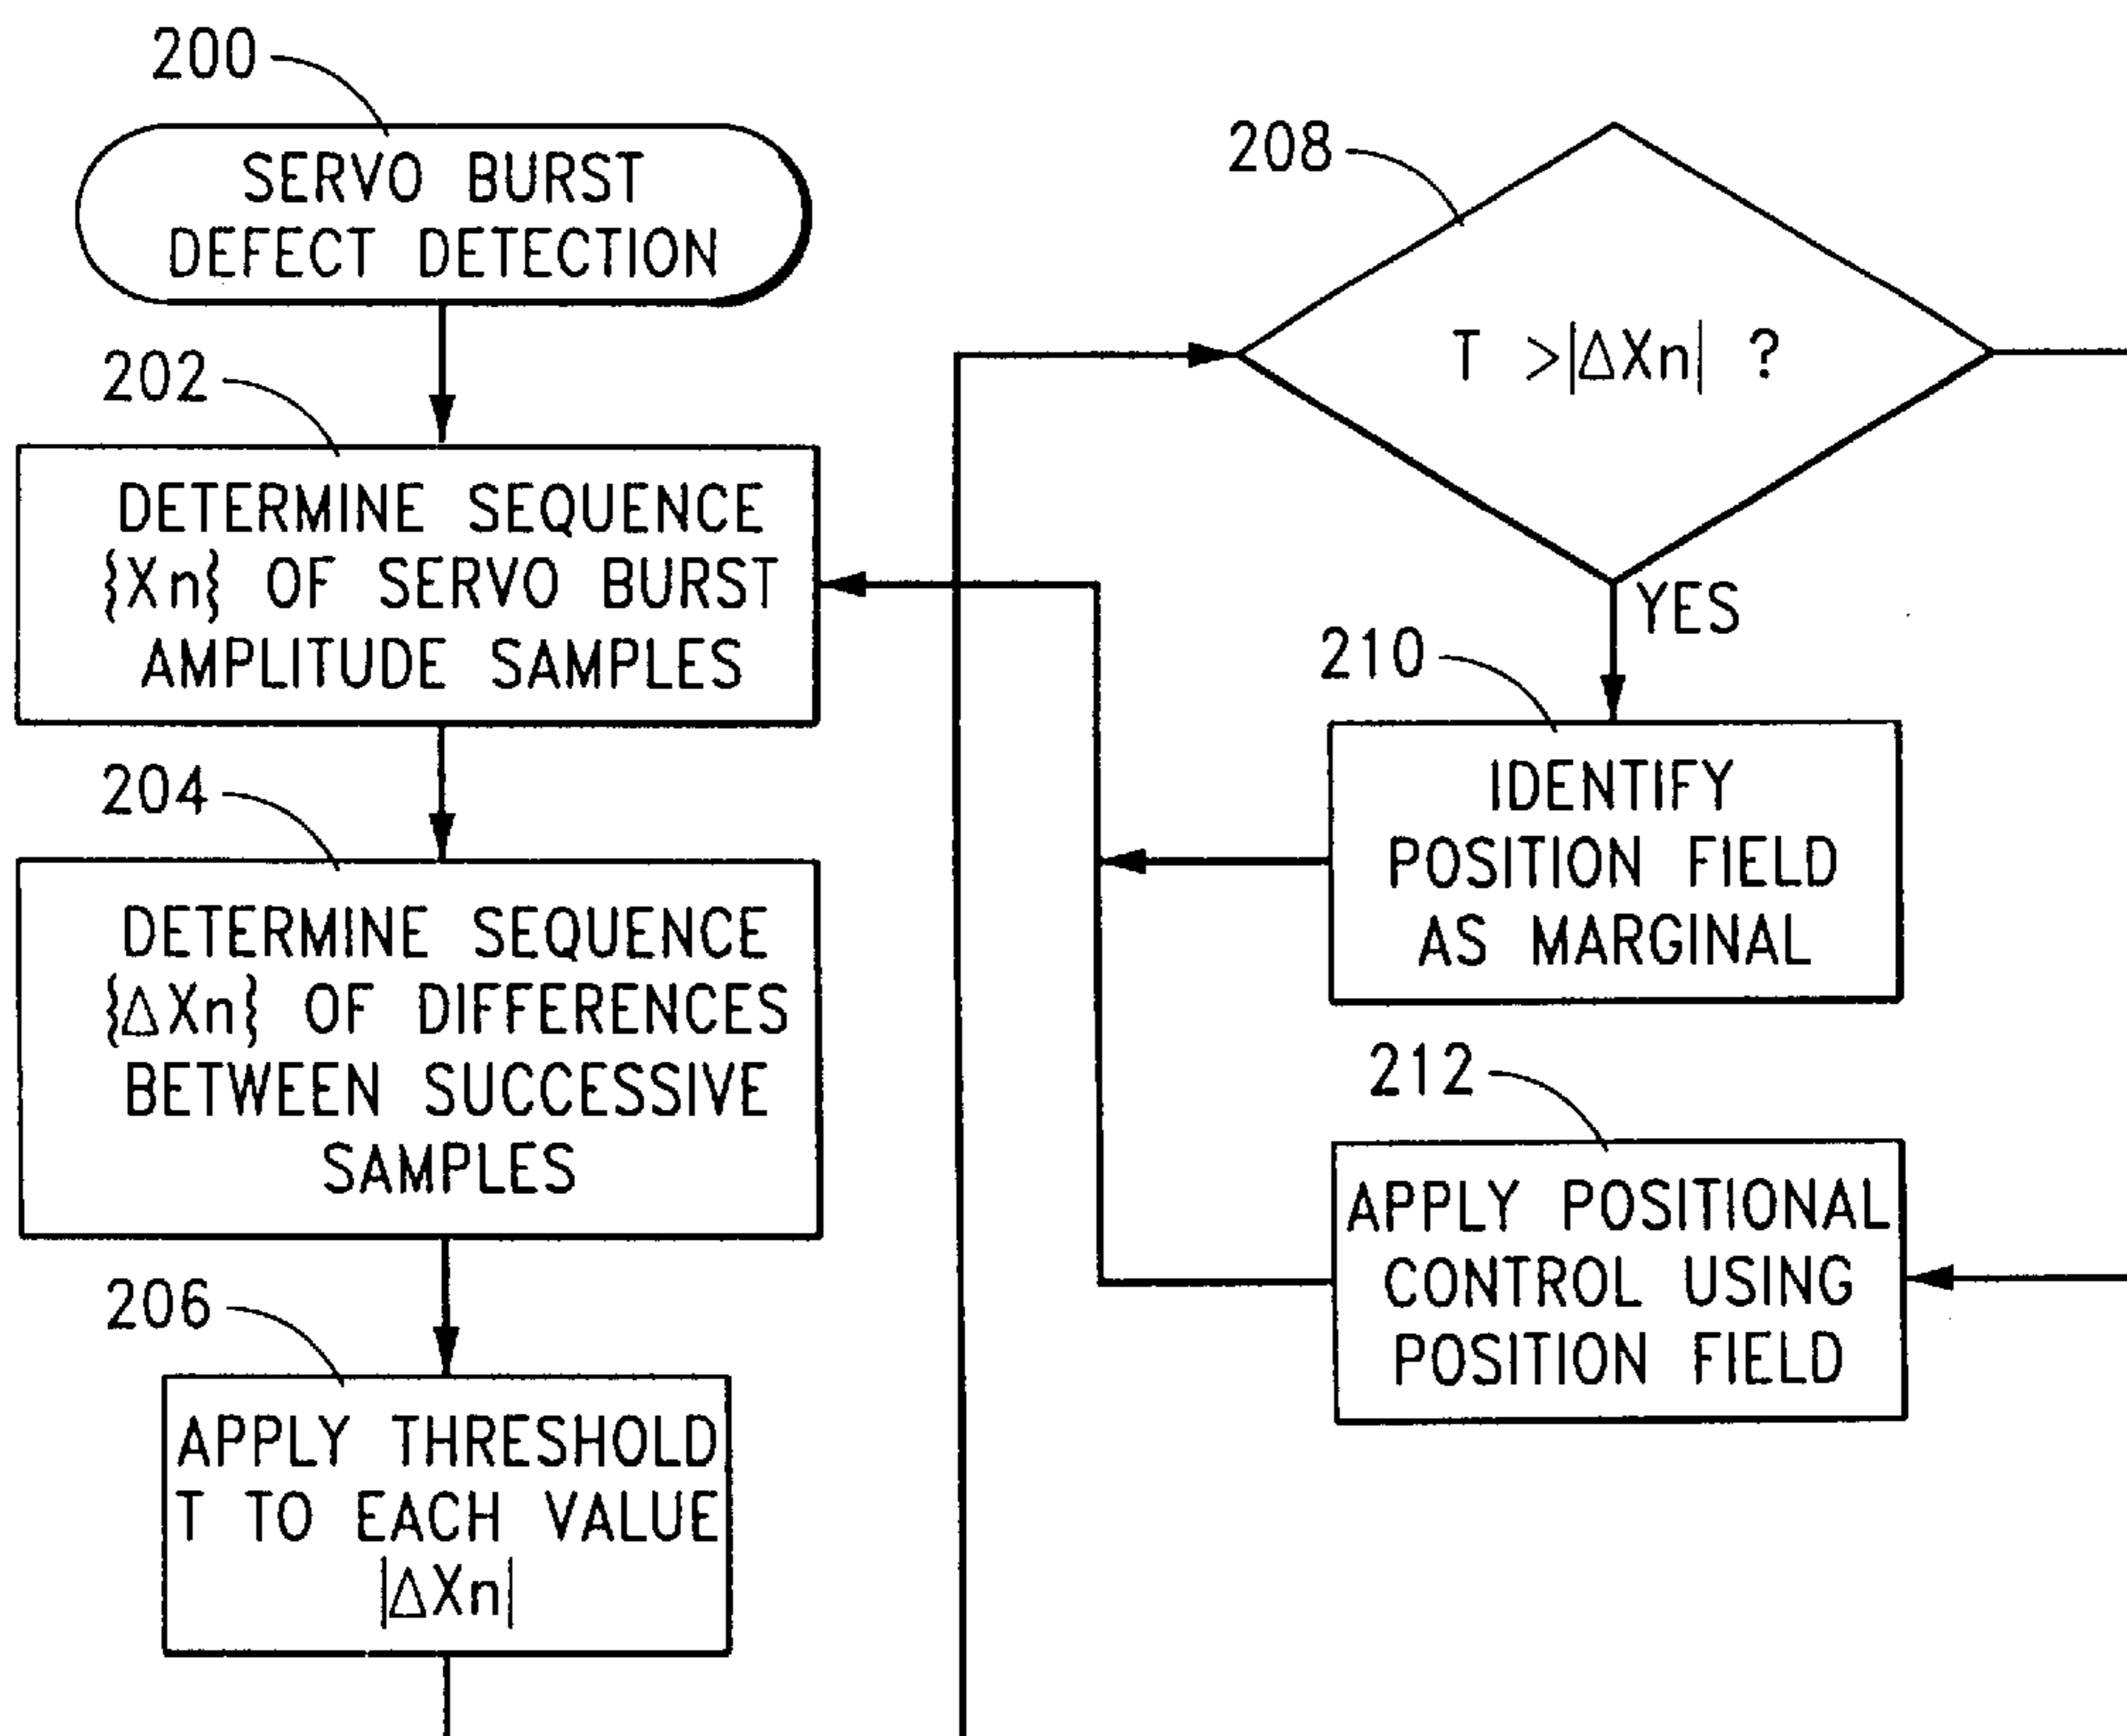 200
SERVO BURST
DEFECT DETECTION
202
DETERMINE SEQUENCE
{Xn} OF SERVO BURST
AMPLITUDE SAMPLES
204
DETERMINE SEQUENCE
{ΔXn} OF DIFFERENCES
BETWEEN SUCCESSIVE
SAMPLES
206
APPLY THRESHOLD
T TO EACH VALUE
|ΔXn|
208
T >|ΔXn| ?
YES
210
IDENTIFY
POSITION FIELD
AS MARGINAL
212
APPLY POSITIONAL
CONTROL USING
POSITION FIELD